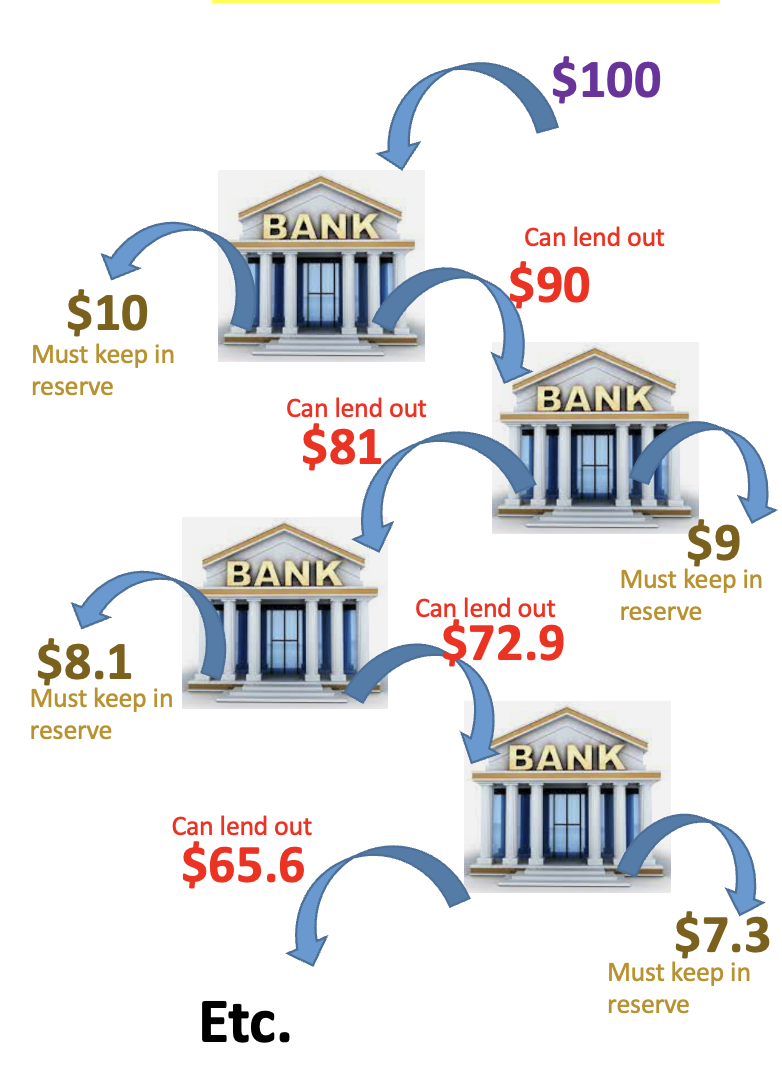 $100
BANK
Can lend out
$90
$10
Must keep in
reserve
BANK
Can lend out
$81
$9
Must keep in
reserve
BANK
Can lend out
$72.9
$8.1
Must keep in
reserve
BANK
Can lend out
$65.6
$7.3
Must keep in
reserve
Etc.